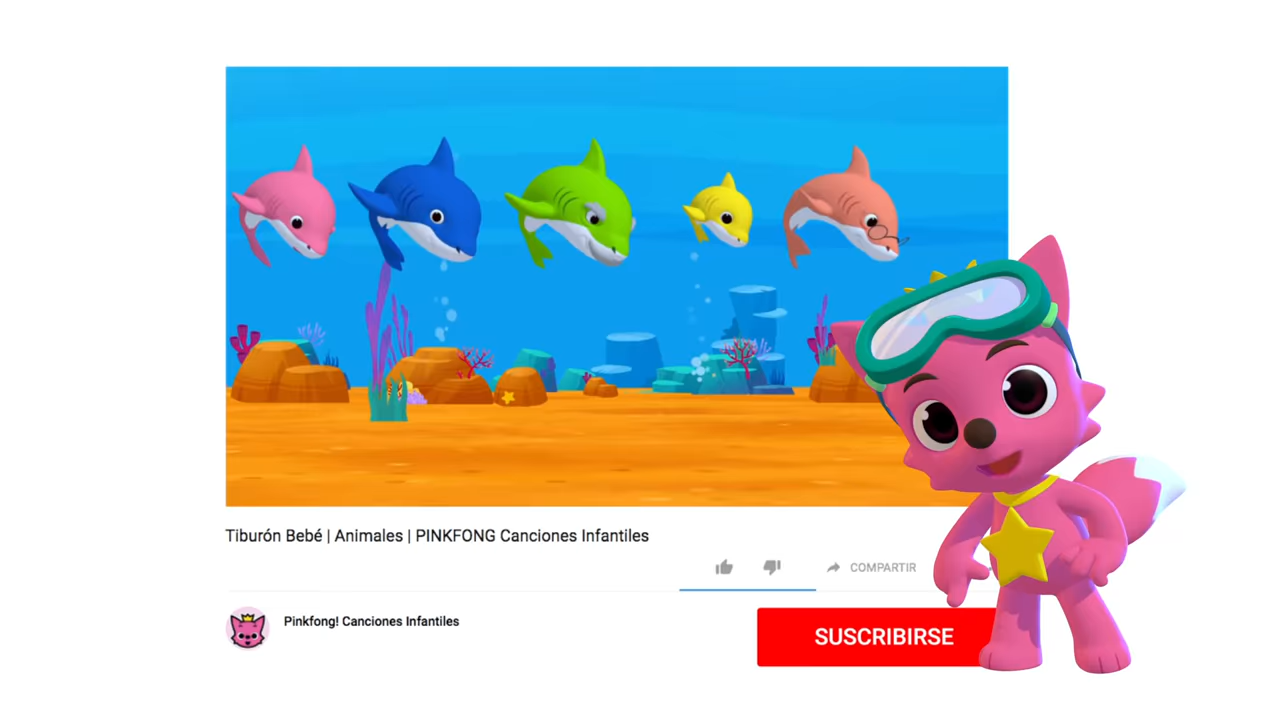 Tiburón Bebé | Animales | PINKFONG Canciones Infantiles
COMPARTIR
Pinkfong! Canciones Infantiles
SUSCRIBIRSE